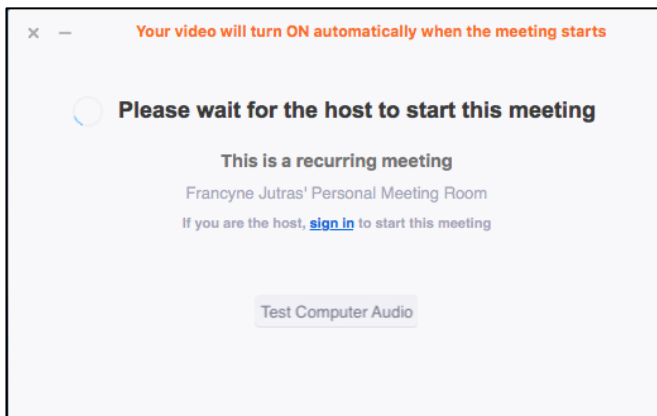 Your video will turn ON automatically when the meeting starts
Please wait for the host to start this meeting
This is a recurring meeting
Francyne Jutras' Personal Meeting Room
If you are the host, sign in to start this meeting
Test Computer Audio